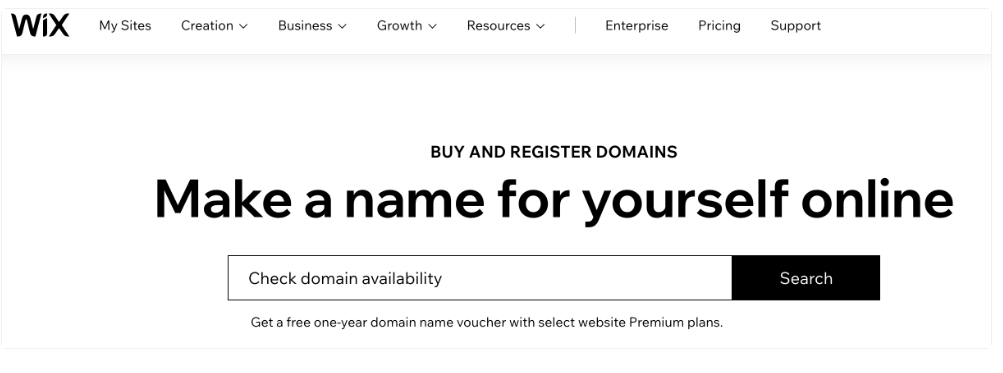 WiX My Sites Creation Business Growth Resources Enterprise Pricing Support
BUY AND REGISTER DOMAINS
Make a name for yourself online
Check domain availability Search
Get a free one-year domain name voucher with select website Premium plans.